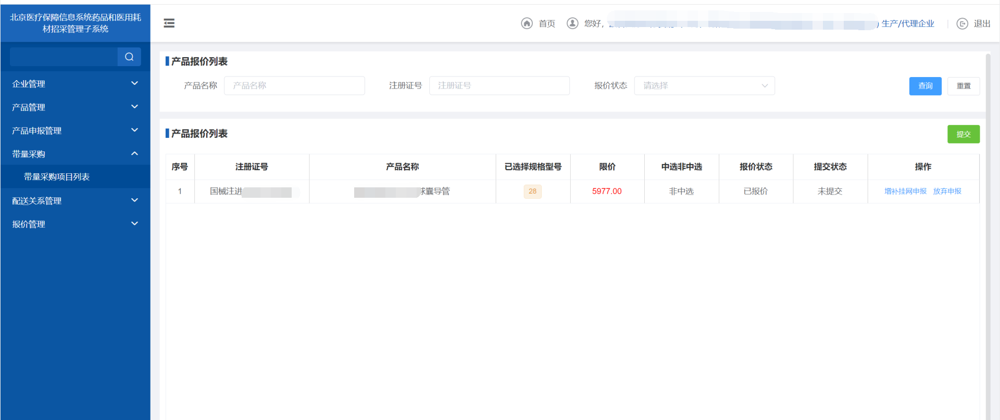 北京医疗保障信息系统药品和医用耗
材招采管理子系统
首页
您好，
生产/代理企业
退出
企业管理
产品管理
产品申报管理
带量采购
带量采购项目列表
配送关系管理
报价管理
产品报价列表
产品名称 产品名称 注册证号 注册证号 报价状态 请选择 查询 重置
产品报价列表
提交
序号 注册证号 产品名称 已选择规格型号 限价 中选非中选 报价状态 提交状态 操作
1 国械注进 囊导管 28 5977.00 非中选 已报价 未提交 增补挂网申报 放弃申报